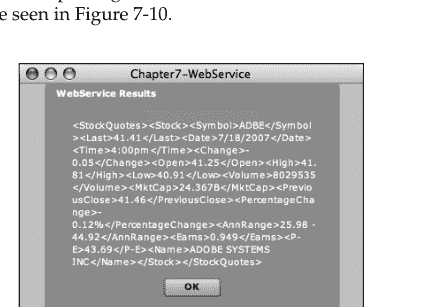 e seen in Figure 7-10.
Chapter7-WebService
WebService Results
<StockQuotes><Stock><Symbol>ADBE</Symbol
><Last>41.41</Last><Date>7/18/2007</Date>
<Time>4:00pm</Time><Change>-
0.05</Change><Open>41.25</Open><High>41.
81</High><Low>40.91</Low><Volume>8029535
</Volume><MktCap>24.367B</MktCap><Previo
usClose>41.46</PreviousClose><PercentageCha
nge>-
0.12%</PercentageChange><AnnRange>25.98 -
44.92</AnnRange><Earns>0.949</Earns><P-
E>43.69</P-E><Name>ADOBE SYSTEMS
INC</Name></Stock></StockQuotes>
OK